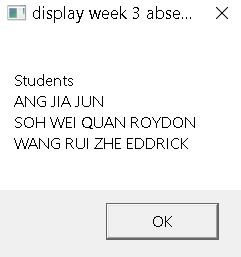 display week 3 abse...
Students
ANG JIA JUN
SOH WEI QUAN ROYDON
WANG RUI ZHE EDDRICK
OK